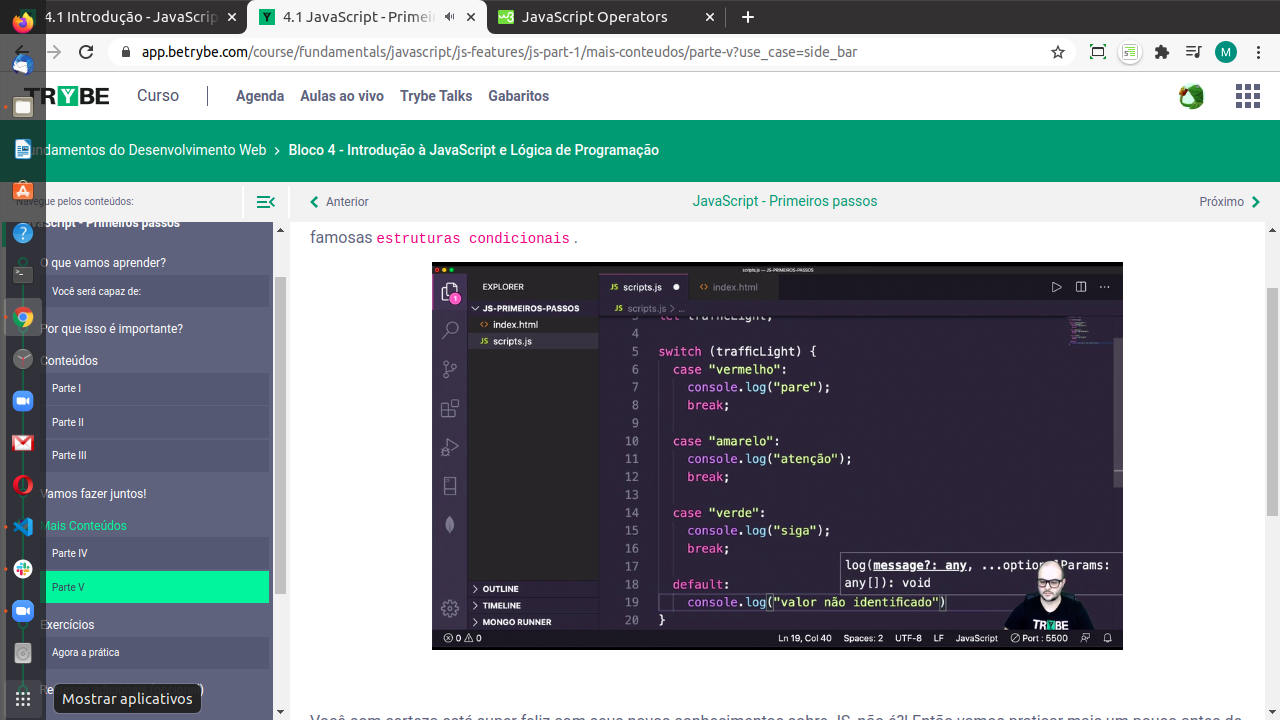 4.1 Introdução - JavaScrip
4.1 JavaScript - Primeir
JavaScript Operators
app.betrybe.com/course/fundamentals/javascript/js-features/js-part-1/mais-conteudos/parte-v?use_case=side_bar
M
TRYBE
Curso
Agenda
Aulas ao vivo
Trybe Talks
Gabaritos
undamentos do Desenvolvimento Web
Bloco 4 - Introdução à JavaScript e Lógica de Programação
Navegue pelos conteúdos:
Anterior
JavaScript - Primeiros passos
Próximo
JavaScript - Primeiros passos
O que vamos aprender?
Você será capaz de:
Por que isso é importante?
Conteúdos
Parte I
Parte II
Parte III
Vamos fazer juntos!
Mais Conteúdos
Parte IV
Parte V
Exercícios
Agora a prática
Mostrar aplicativos
famosas estruturas condicionais .
scripts.js — JS-PRIMEIROS-PASSOS
EXPLORER
JS-PRIMEIROS-PASSOS
index.html
JS scripts.js
OUTLINE
TIMELINE
MONGO RUNNER
1
JS scripts.js
index.html
JS scripts.js > ...
3 let trafficLight;
4
5 switch (trafficLight) {
6 case "vermelho":
7 console.log("pare");
8 break;
9
10 case "amarelo":
11 console.log("atenção");
12 break;
13
14 case "verde":
15 console.log("siga");
16 break;
17
18 default:
19 console.log("valor não identificado")
20 }
log(message?: any, ...optionalParams:
any[]): void
TRYBE
0 0
Ln 19, Col 40
Spaces: 2
UTF-8
LF
JavaScript
Port : 5500
Você com certeza está super feliz com seus novos conhecimentos sobre JS, não é?! Então vamos praticar mais um pouco antes de